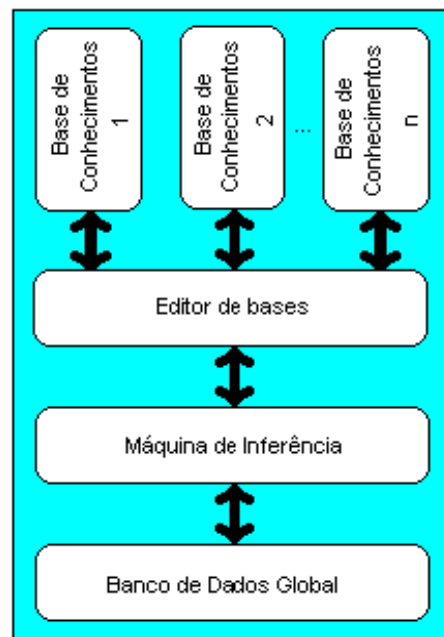 Base de
Conhecimentos
1
Base de
Conhecimentos
2
...
Base de
Conhecimentos
n
Editor de bases
Máquina de Inferência
Banco de Dados Global